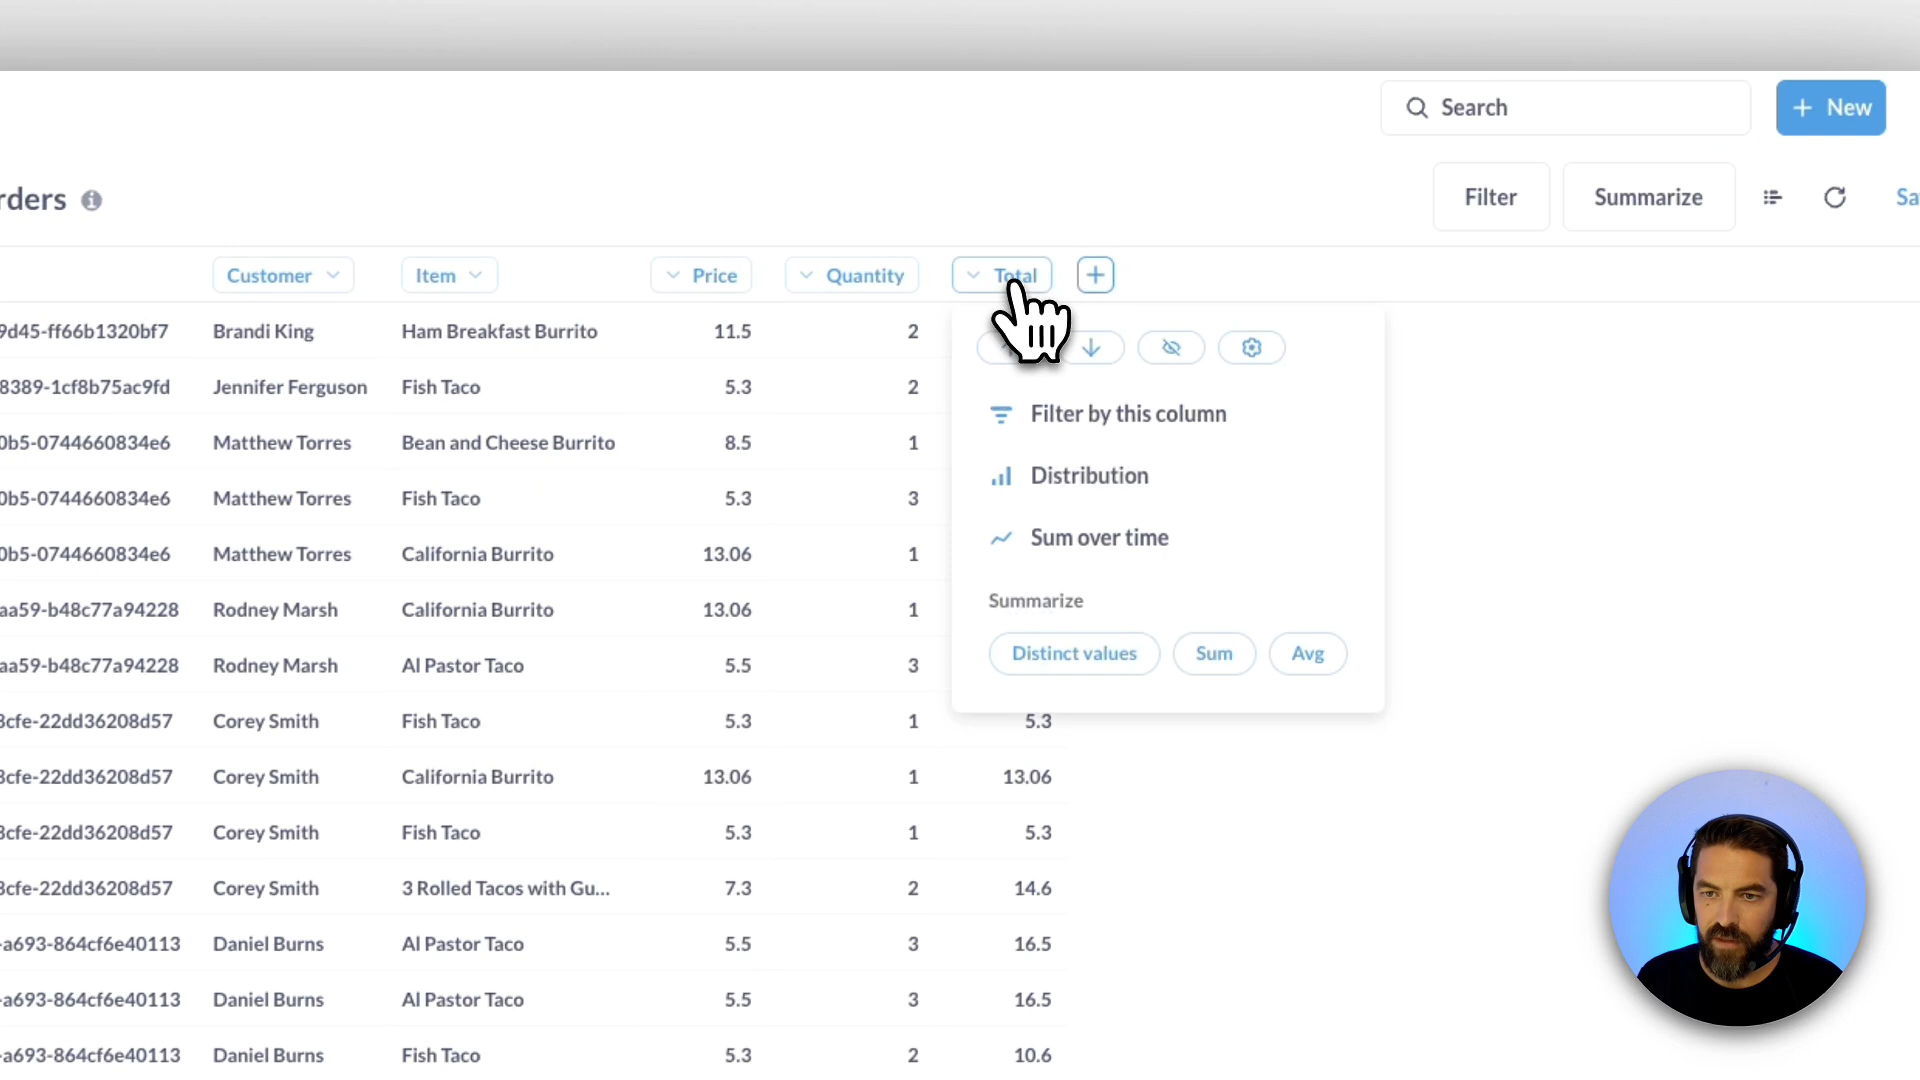 Search
+ New
rders
Filter
Summarize
Sa
Customer Item Price Quantity Total
9d45-ff66b1320bf7 Brandi King Ham Breakfast Burrito 11.5 2
8389-1cf8b75ac9fd Jennifer Ferguson Fish Taco 5.3 2
0b5-0744660834e6 Matthew Torres Bean and Cheese Burrito 8.5 1
0b5-0744660834e6 Matthew Torres Fish Taco 5.3 3
0b5-0744660834e6 Matthew Torres California Burrito 13.06 1
aa59-b48c77a94228 Rodney Marsh California Burrito 13.06 1
aa59-b48c77a94228 Rodney Marsh Al Pastor Taco 5.5 3
3cfe-22dd36208d57 Corey Smith Fish Taco 5.3 1 5.3
3cfe-22dd36208d57 Corey Smith California Burrito 13.06 1 13.06
3cfe-22dd36208d57 Corey Smith Fish Taco 5.3 1 5.3
3cfe-22dd36208d57 Corey Smith 3 Rolled Tacos with Gu... 7.3 2 14.6
-a693-864cf6e40113 Daniel Burns Al Pastor Taco 5.5 3 16.5
-a693-864cf6e40113 Daniel Burns Al Pastor Taco 5.5 3 16.5
-a693-864cf6e40113 Daniel Burns Fish Taco 5.3 2 10.6
Filter by this column
Distribution
Sum over time
Summarize
Distinct values Sum Avg